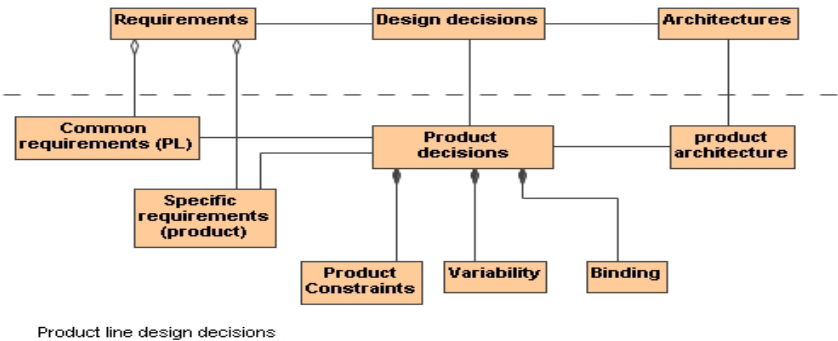 Requirements
Design decisions
Architectures
Common
requirements (PL)
Product
decisions
product
architecture
Specific
requirements
(product)
Product
Constraints
Variability
Binding
Product line design decisions